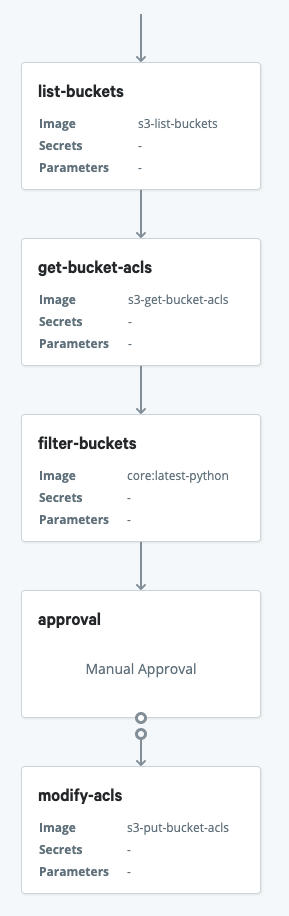 list-buckets
Image s3-list-buckets
Secrets -
Parameters -
get-bucket-acls
Image s3-get-bucket-acls
Secrets -
Parameters -
filter-buckets
Image core:latest-python
Secrets -
Parameters -
approval
Manual Approval
modify-acls
Image s3-put-bucket-acls
Secrets -
Parameters -